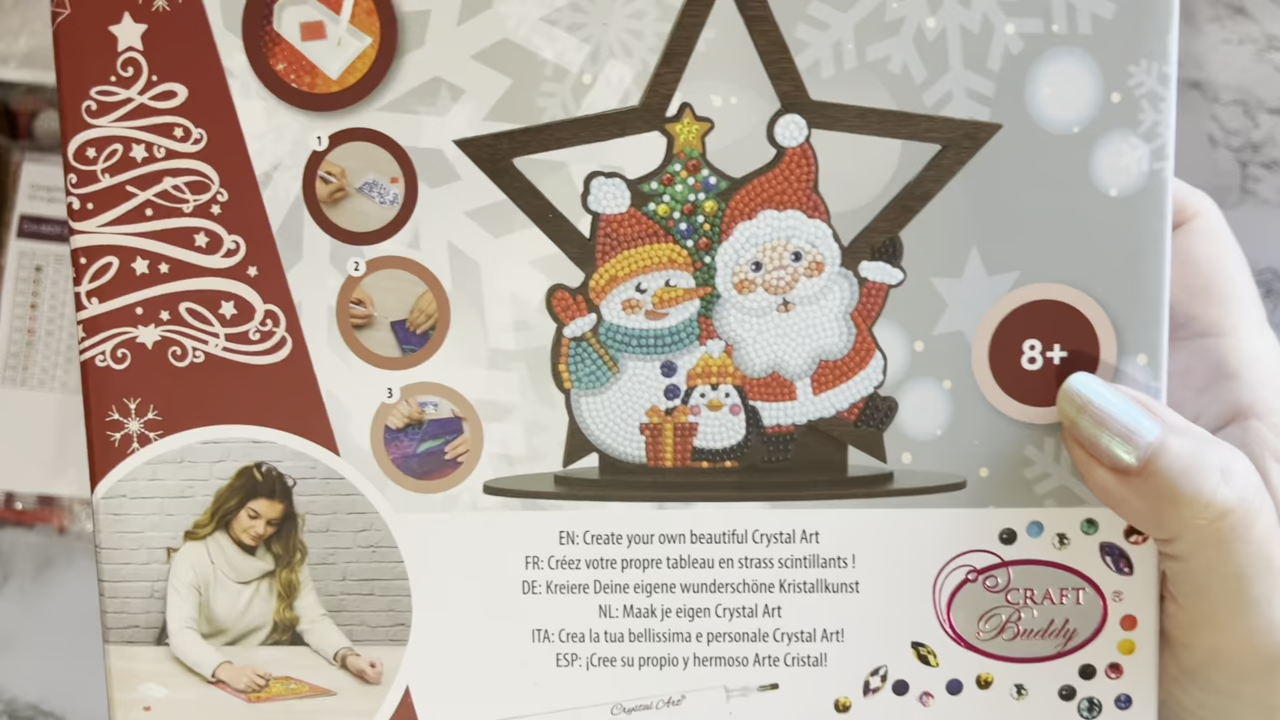 1
2
3
8+
EN: Create your own beautiful Crystal Art
FR: Créez votre propre tableau en strass scintillants !
DE: Kreiere Deine eigene wunderschöne Kristallkunst
NL: Maak je eigen Crystal Art
ITA: Crea la tua bellissima e personale Crystal Art!
ESP: ¡Cree su propio y hermoso Arte Cristal!
CRAFT
Buddy
®
Crystal Art®